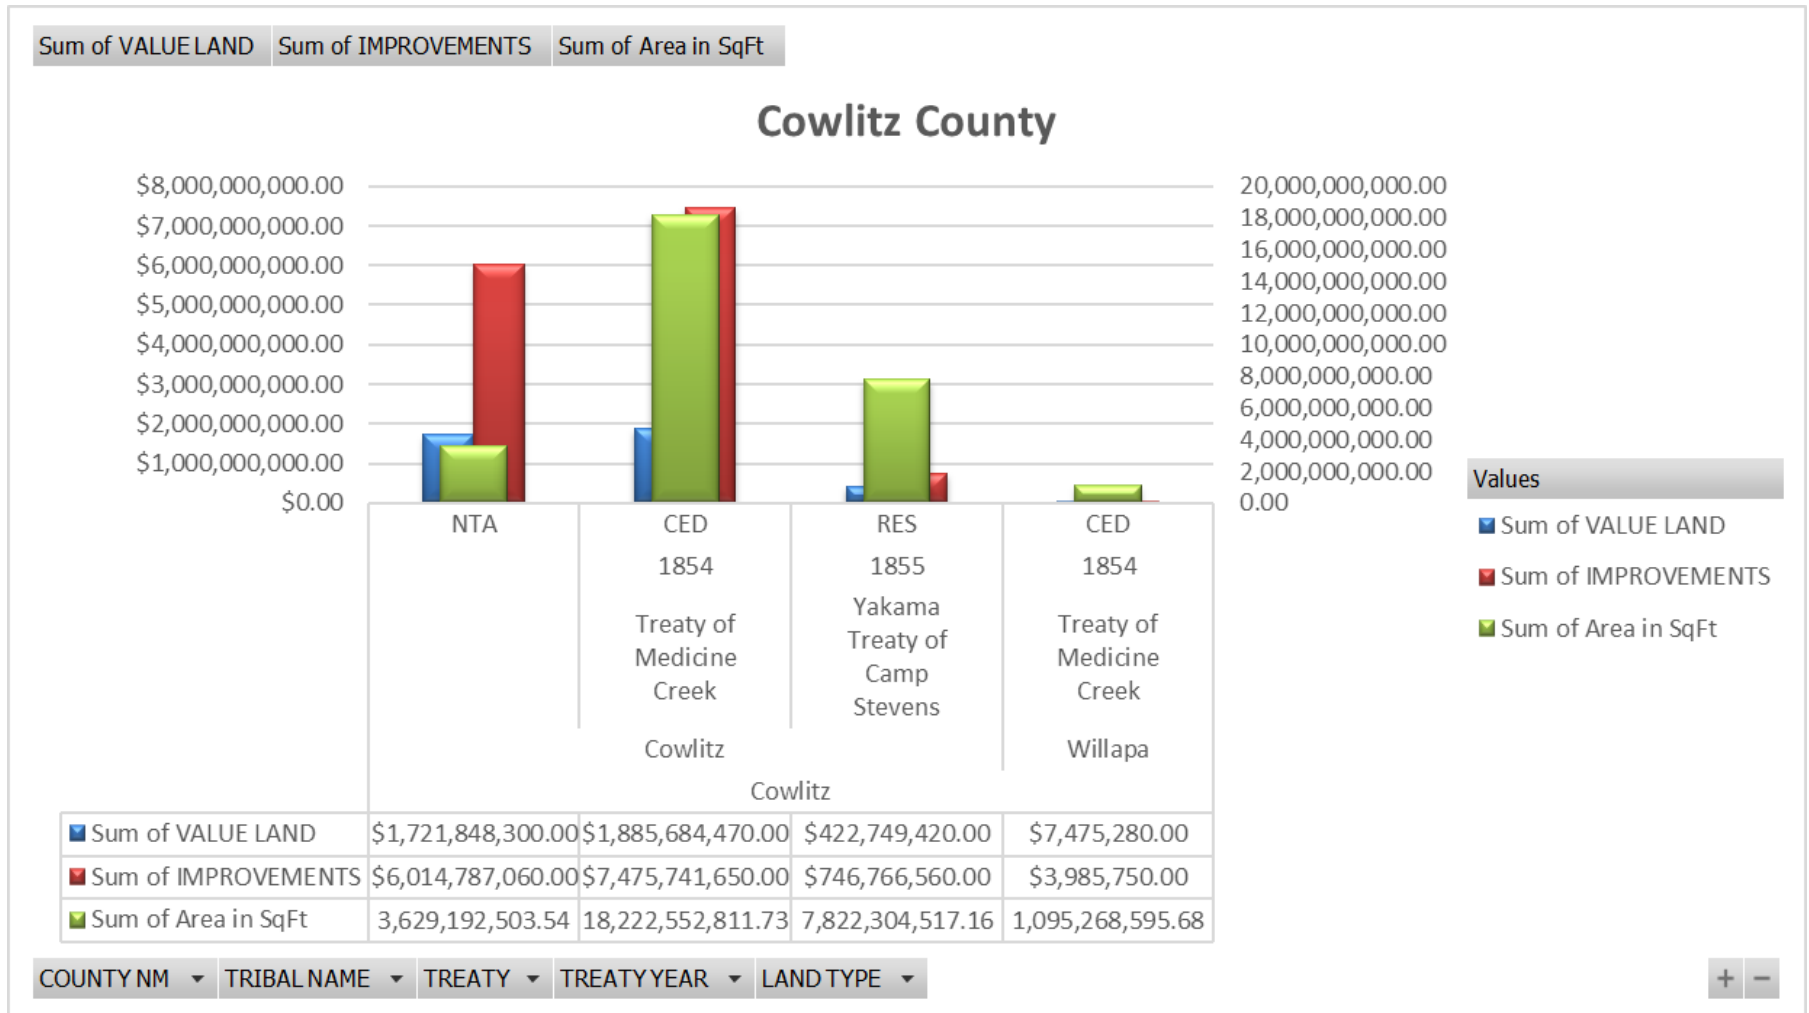 Sum of VALUE LAND Sum of IMPROVEMENTS Sum of Area in SqFt
Cowlitz County
$8,000,000,000.00
$7,000,000,000.00
$6,000,000,000.00
$5,000,000,000.00
$4,000,000,000.00
$3,000,000,000.00
$2,000,000,000.00
$1,000,000,000.00
$0.00
20,000,000,000.00
18,000,000,000.00
16,000,000,000.00
14,000,000,000.00
12,000,000,000.00
10,000,000,000.00
8,000,000,000.00
6,000,000,000.00
4,000,000,000.00
2,000,000,000.00
0.00
NTA
CED
1854
Treaty of
Medicine
Creek
RES
1855
Yakama
Treaty of
Camp
Stevens
CED
1854
Treaty of
Medicine
Creek
Cowlitz
Willapa
Cowlitz
Values
Sum of VALUE LAND
Sum of IMPROVEMENTS
Sum of Area in SqFt
Sum of VALUE LAND $1,721,848,300.00 $1,885,684,470.00 $422,749,420.00 $7,475,280.00
Sum of IMPROVEMENTS $6,014,787,060.00 $7,475,741,650.00 $746,766,560.00 $3,985,750.00
Sum of Area in SqFt 3,629,192,503.54 18,222,552,811.73 7,822,304,517.16 1,095,268,595.68
COUNTY NM TRIBAL NAME TREATY TREATY YEAR LAND TYPE + −